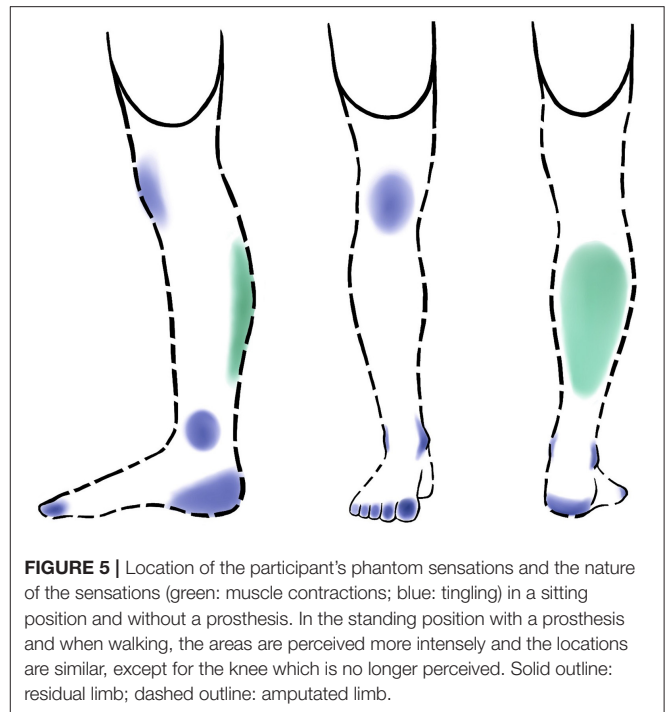 FIGURE 5 | Location of the participant's phantom sensations and the nature
of the sensations (green: muscle contractions; blue: tingling) in a sitting
position and without a prosthesis. In the standing position with a prosthesis
and when walking, the areas are perceived more intensely and the locations
are similar, except for the knee which is no longer perceived. Solid outline:
residual limb; dashed outline: amputated limb.